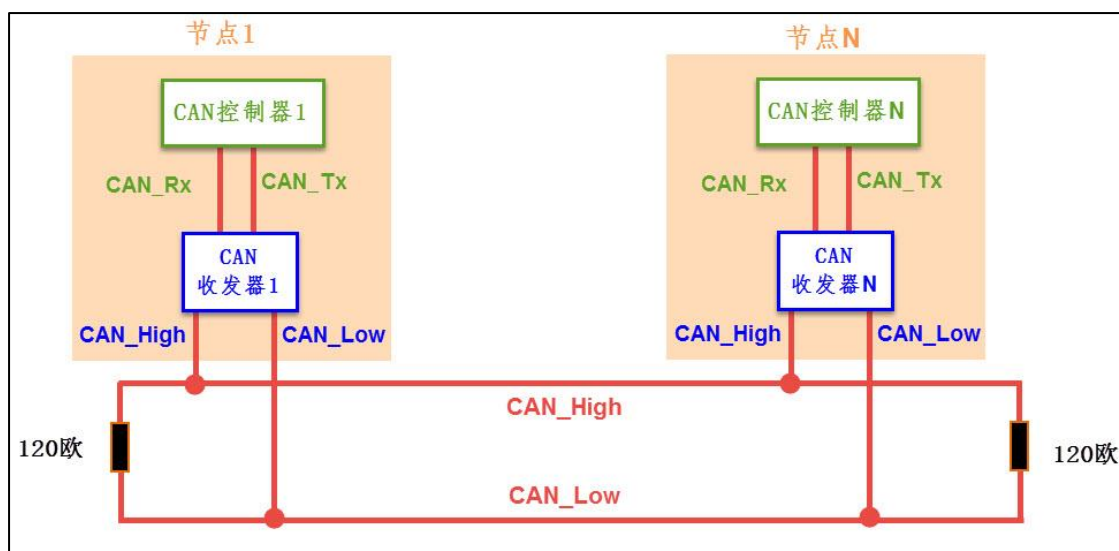 节点1
节点N
CAN控制器1
CAN控制器N
CAN_Rx
CAN_Tx
CAN_Rx
CAN_Tx
CAN
收发器1
CAN
收发器N
CAN_High
CAN_Low
CAN_High
CAN_Low
CAN_High
120欧
120欧
CAN_Low